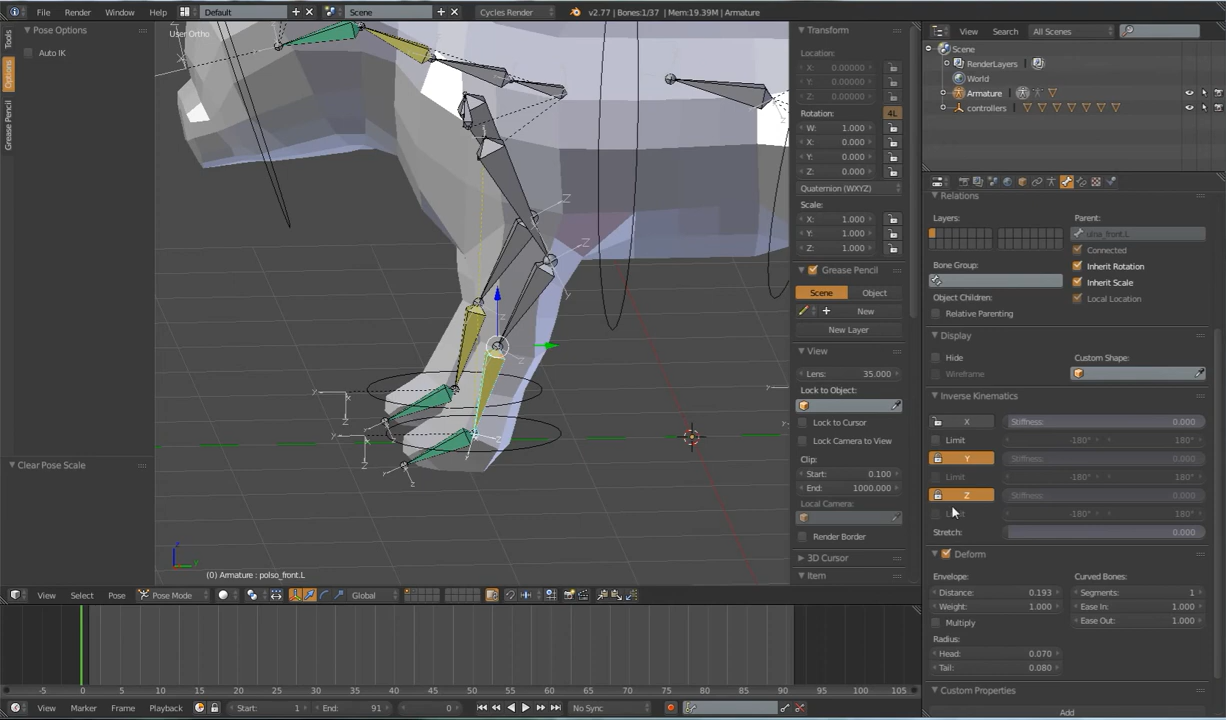 File Render Window Help Default Scene Cycles Render v2.77 | Bones:1/37 | Mem:19.39M | Armature
Pose Options
Auto IK
Tools
Options
Grease Pencil
Clear Pose Scale
User Ortho
(0) Armature : polso_front.L
Transform
Location:
X: 0.00000
Y: 0.00000
Z: 0.00000
Rotation: 4L
W: 1.000
X: 0.000
Y: 0.000
Z: 0.000
Quaternion (WXYZ)
Scale:
X: 1.000
Y: 1.000
Z: 1.000
Grease Pencil
Scene Object
New
New Layer
View
Lens: 35.000
Lock to Object:
Lock to Cursor
Lock Camera to View
Clip:
Start: 0.100
End: 1000.000
Local Camera:
Render Border
3D Cursor
Item
View Search All Scenes
Scene
RenderLayers
World
Armature
controllers
Relations
Layers: Parent:
ulna_front.L
Connected
Bone Group: Inherit Rotation
Inherit Scale
Object Children: Local Location
Relative Parenting
Display
Hide Custom Shape:
Wireframe
Inverse Kinematics
X Stiffness: 0.000
Limit -180° 180°
Y Stiffness: 0.000
Limit -180° 180°
Z Stiffness: 0.000
-180° 180°
Stretch: 0.000
Deform
Envelope: Curved Bones:
Distance: 0.193 Segments: 1
Weight: 1.000 Ease In: 1.000
Multiply Ease Out: 1.000
Radius:
Head: 0.070
Tail: 0.080
Custom Properties
Add
View Select Pose Pose Mode Global
-5 0 5 10 15 20 25 30 35 40 45 50 55 60 65 70 75 80 85 90 95 100 105
View Marker Frame Playback Start: 1 End: 91 0 No Sync